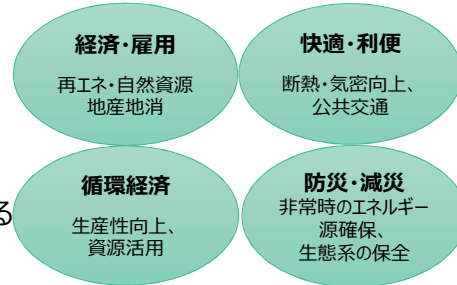 経済・雇用
再エネ・自然資源
地産地消
快適・利便
断熱・気密向上、
公共交通
循環経済
生産性向上、
資源活用
防災・減災
非常時のエネルギー
源確保、
生態系の保全
る